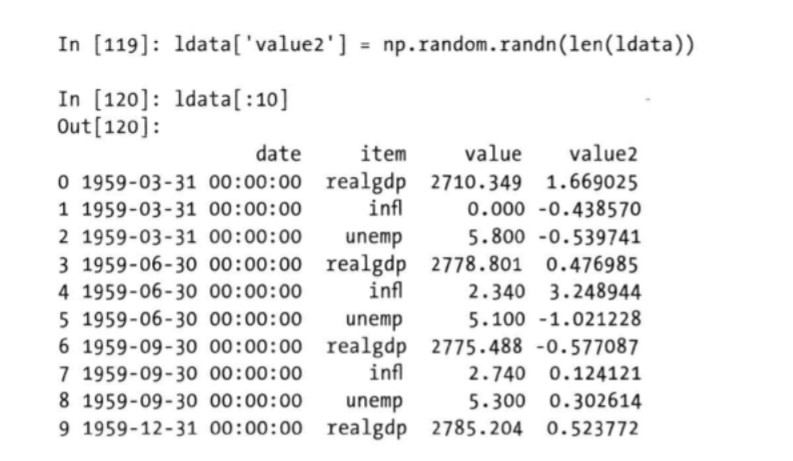 In [119]: ldata['value2'] = np.random.randn(len(ldata))
In [120]: ldata[:10]
Out[120]:
date item value value2
0 1959-03-31 00:00:00 realgdp 2710.349 1.669025
1 1959-03-31 00:00:00 infl 0.000 -0.438570
2 1959-03-31 00:00:00 unemp 5.800 -0.539741
3 1959-06-30 00:00:00 realgdp 2778.801 0.476985
4 1959-06-30 00:00:00 infl 2.340 3.248944
5 1959-06-30 00:00:00 unemp 5.100 -1.021228
6 1959-09-30 00:00:00 realgdp 2775.488 -0.577087
7 1959-09-30 00:00:00 infl 2.740 0.124121
8 1959-09-30 00:00:00 unemp 5.300 0.302614
9 1959-12-31 00:00:00 realgdp 2785.204 0.523772